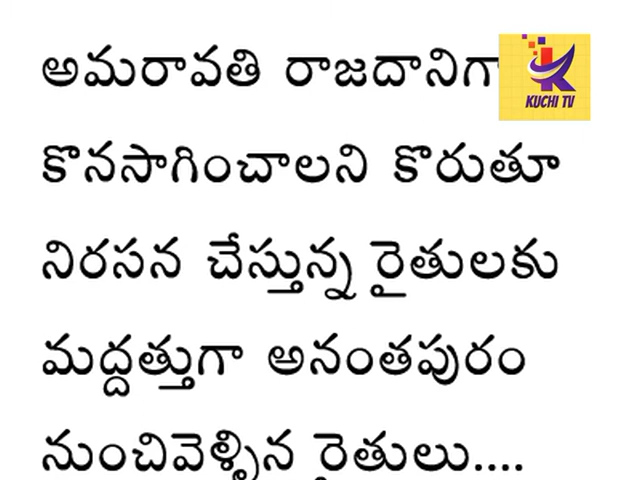 అమరావతి రాజదానిగా
KUCHI TV
కొనసాగించాలని కొరుతూ
నిరసన చేస్తున్న రైతులకు
మద్దత్తుగా అనంతపురం
నుంచివెళ్ళిన రైతులు....